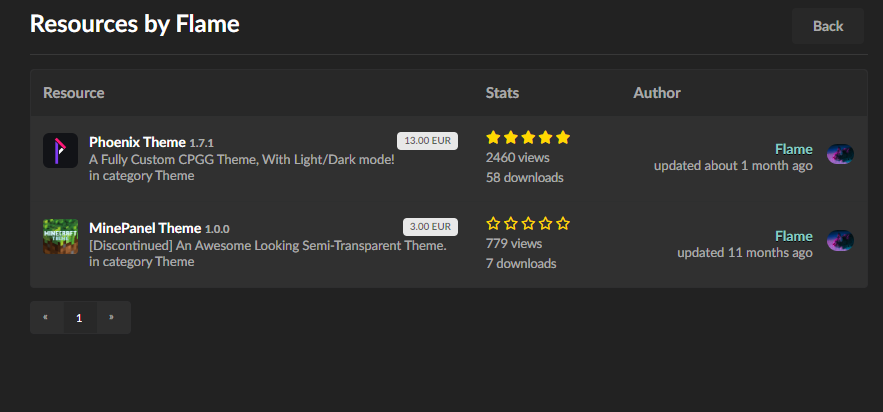 Resources by Flame
Back
Resource Stats Author
Phoenix Theme 1.7.1 13.00 EUR
A Fully Custom CPGG Theme, With Light/Dark mode!
in category Theme
2460 views
58 downloads
Flame
updated about 1 month ago
MINECRAFT
THEME
MinePanel Theme 1.0.0 3.00 EUR
[Discontinued] An Awesome Looking Semi-Transparent Theme.
in category Theme
779 views
7 downloads
Flame
updated 11 months ago
« 1 »